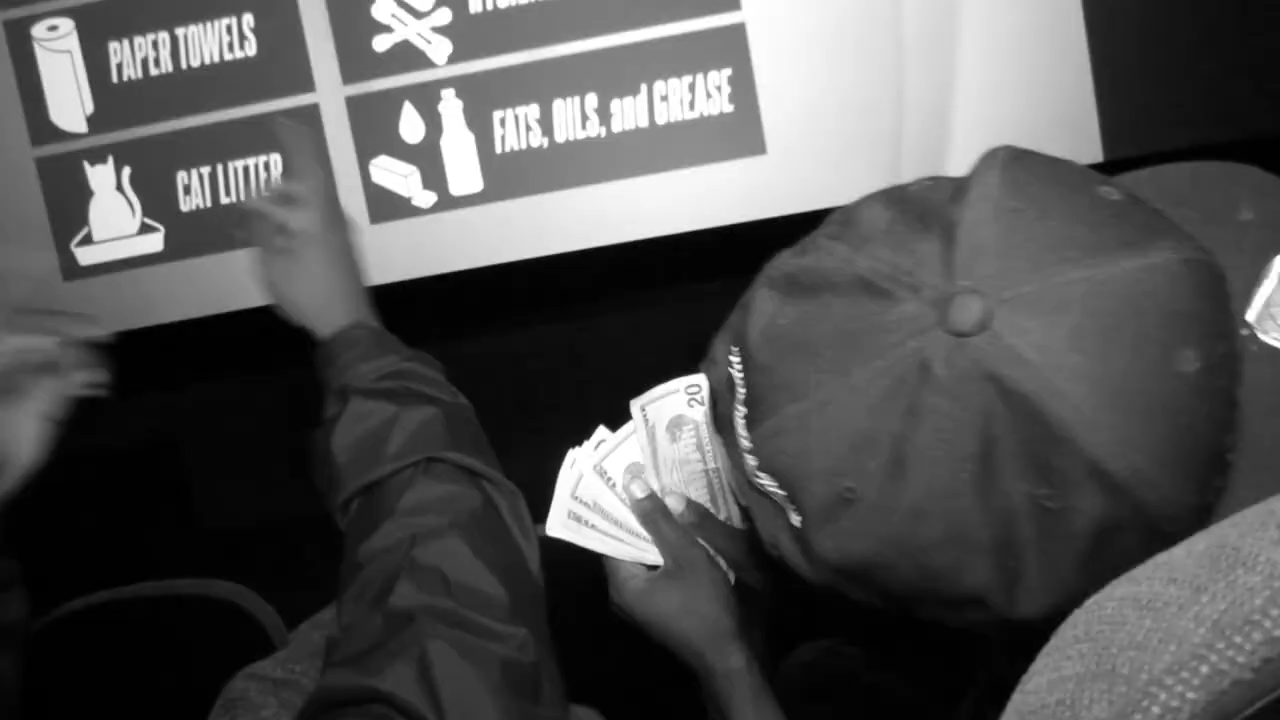 PAPER TOWELS
CAT LITTER
FATS, OILS, and GREASE
20